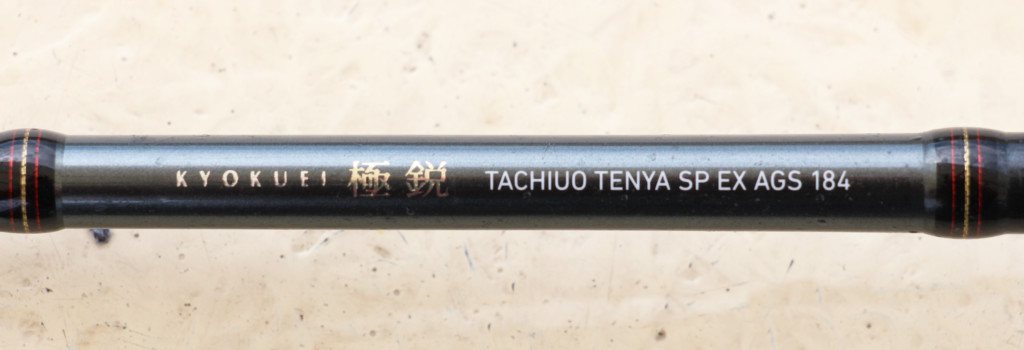 KYOKUEI 極鋭 TACHIUO TENYA SP EX AGS 184